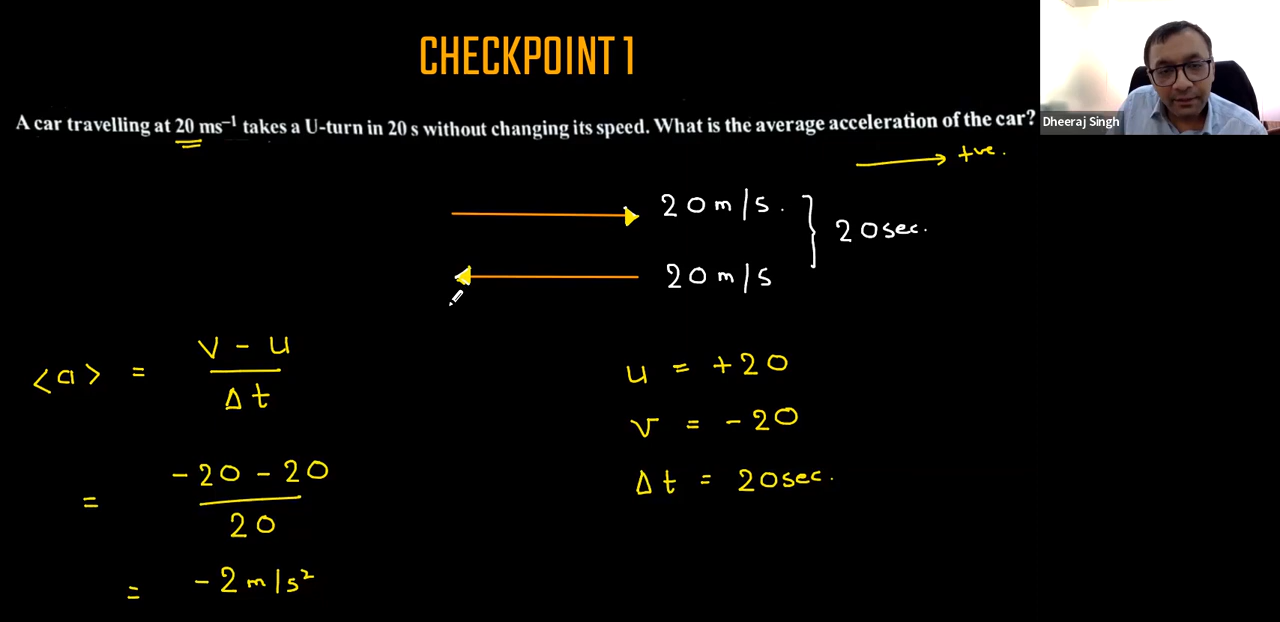 CHECKPOINT 1
A car travelling at 20 ms⁻¹ takes a U-turn in 20 s without changing its speed. What is the average acceleration of the car?
Dheeraj Singh
+ve.
20 m/s.
20 sec.
20 m/s
<a> = v - u / Δt
u = +20
v = -20
Δt = 20sec.
= -20 - 20 / 20
= -2 m/s²